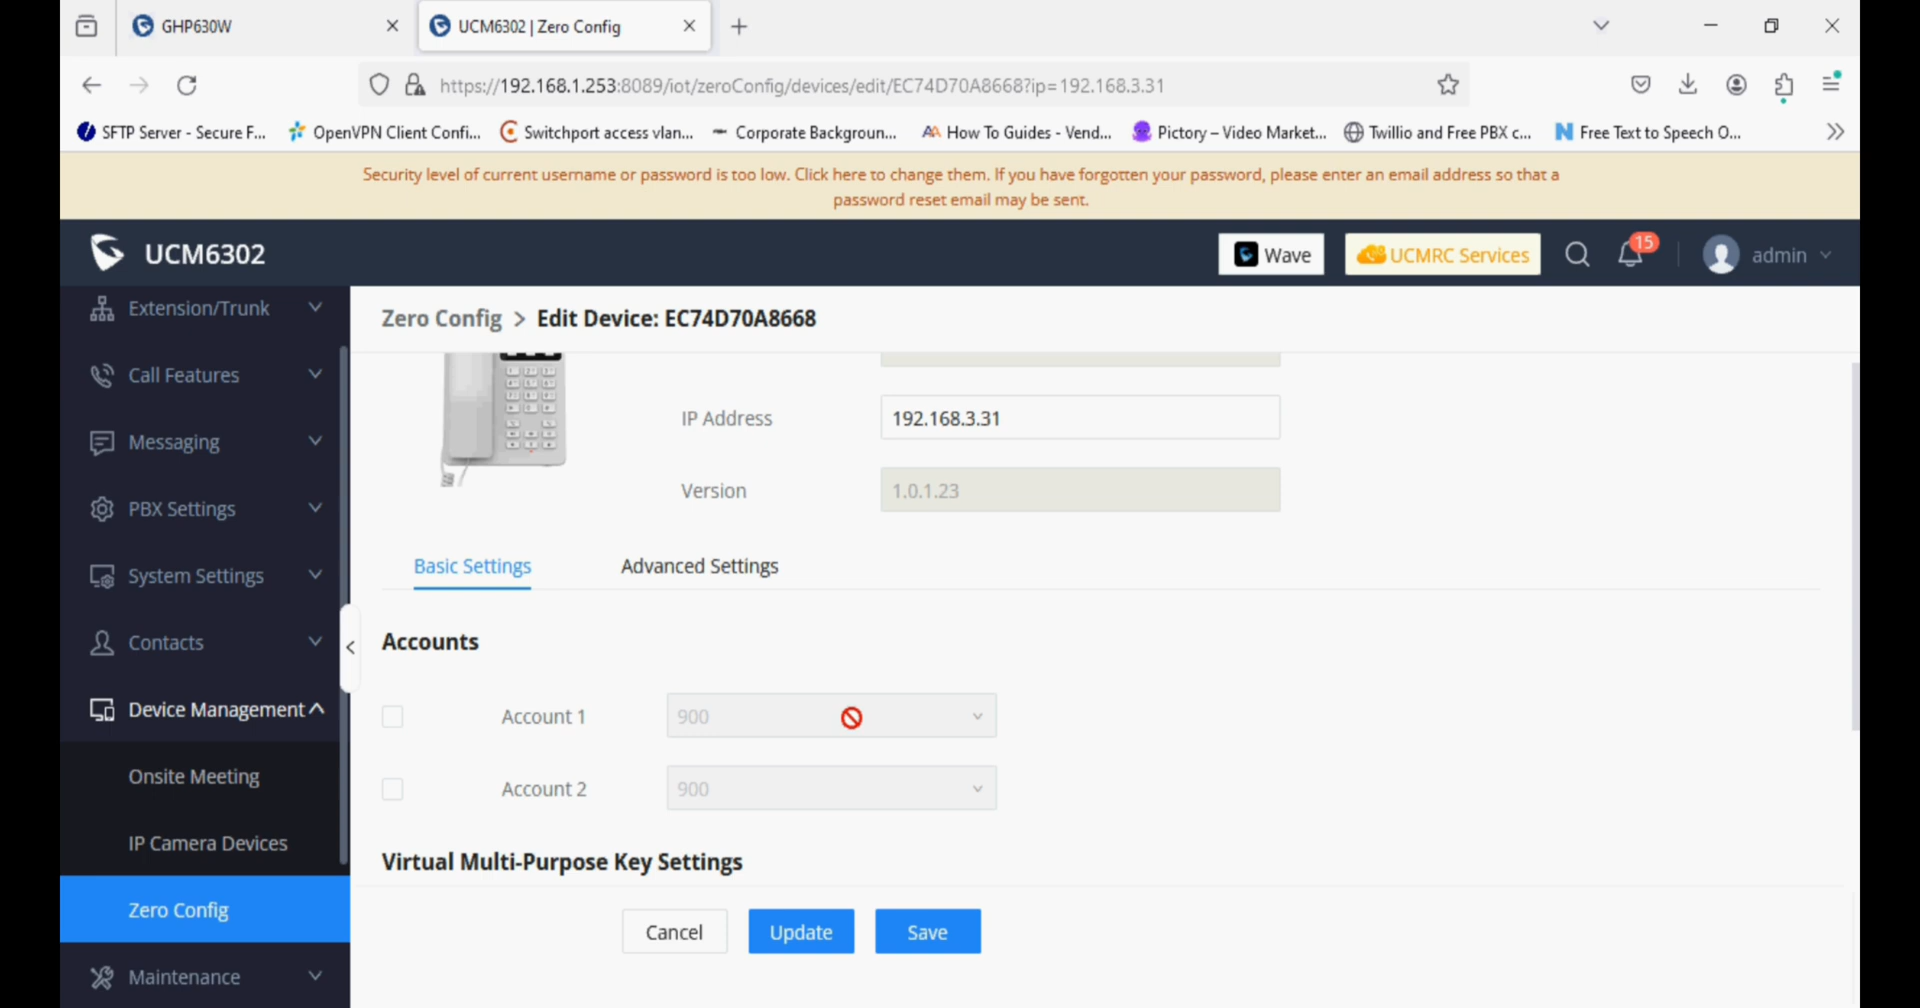 GHP630W
UCM6302 | Zero Config
https://192.168.1.253:8089/iot/zeroConfig/devices/edit/EC74D70A8668?ip=192.168.3.31
SFTP Server - Secure F...
OpenVPN Client Confi...
Switchport access vlan...
Corporate Backgroun...
How To Guides - Vend...
Pictory – Video Market...
Twillio and Free PBX c...
Free Text to Speech O...
Security level of current username or password is too low. Click here to change them. If you have forgotten your password, please enter an email address so that a
password reset email may be sent.
UCM6302
Wave
UCMRC Services
15
admin
Extension/Trunk
Call Features
Messaging
PBX Settings
System Settings
Contacts
Device Management
Onsite Meeting
IP Camera Devices
Zero Config
Maintenance
Zero Config > Edit Device: EC74D70A8668
IP Address 192.168.3.31
Version 1.0.1.23
Basic Settings Advanced Settings
Accounts
Account 1 900
Account 2 900
Virtual Multi-Purpose Key Settings
Cancel Update Save